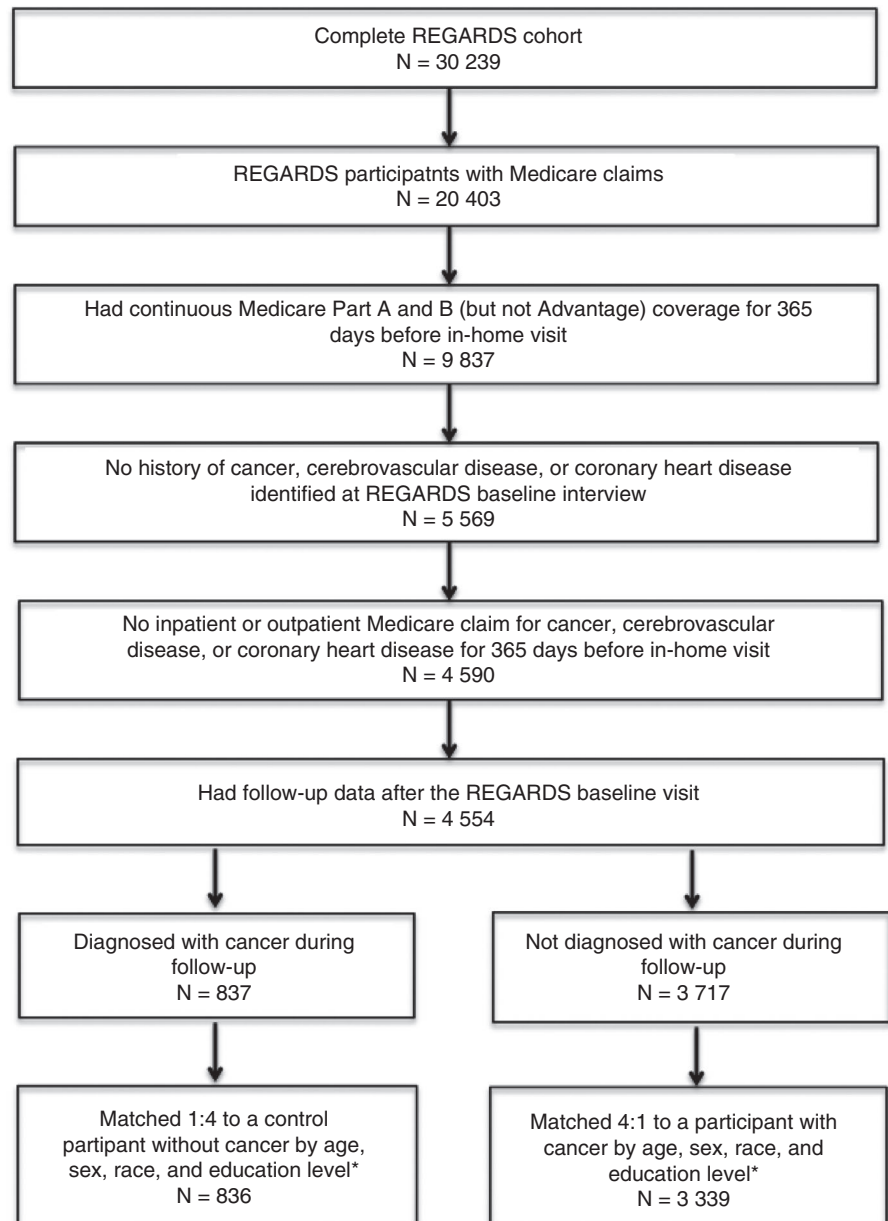 Complete REGARDS cohort
N = 30 239
REGARDS participatnts with Medicare claims
N = 20 403
Had continuous Medicare Part A and B (but not Advantage) coverage for 365
days before in-home visit
N = 9 837
No history of cancer, cerebrovascular disease, or coronary heart disease
identified at REGARDS baseline interview
N = 5 569
No inpatient or outpatient Medicare claim for cancer, cerebrovascular
disease, or coronary heart disease for 365 days before in-home visit
N = 4 590
Had follow-up data after the REGARDS baseline visit
N = 4 554
Diagnosed with cancer during
follow-up
N = 837
Not diagnosed with cancer during
follow-up
N = 3 717
Matched 1:4 to a control
partipant without cancer by age,
sex, race, and education level*
N = 836
Matched 4:1 to a participant with
cancer by age, sex, race, and
education level*
N = 3 339